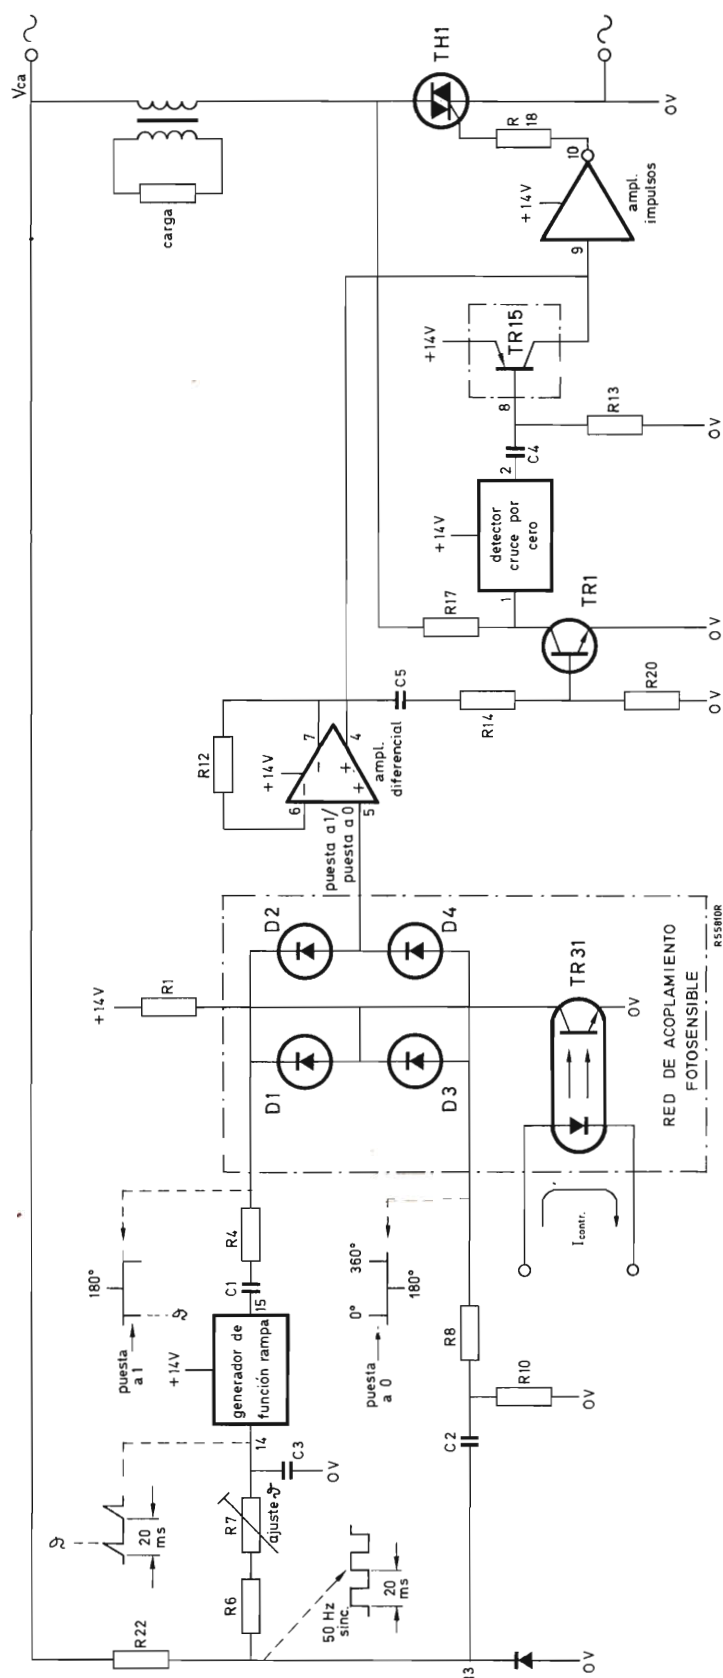 Vca
carga
TH1
R
18
0V
10
+14V
ampl.
impulsos
9
+14V
TR15
8
R13
0V
C4
2
+14V
detector
cruce por
cero
1
R17
TR1
0V
C5
R14
R20
0V
R12
+14V
7
4
6
5
ampl.
diferencial
puesta a1/
puesta a0
+14V
R1
D2
D4
D1
D3
TR31
0V
RED DE ACOPLAMIENTO
FOTOSENSIBLE
R55810R
I contr.
180°
puesta
a1
ϑ
R4
C1
15
+14V
generador de
función rampa
14
C3
0V
0°
360°
180°
puesta
a 0
R8
R10
0V
C2
ϑ
20
ms
R7
ajuste ϑ
R6
50 Hz
sinc.
20
ms
R22
13
0V